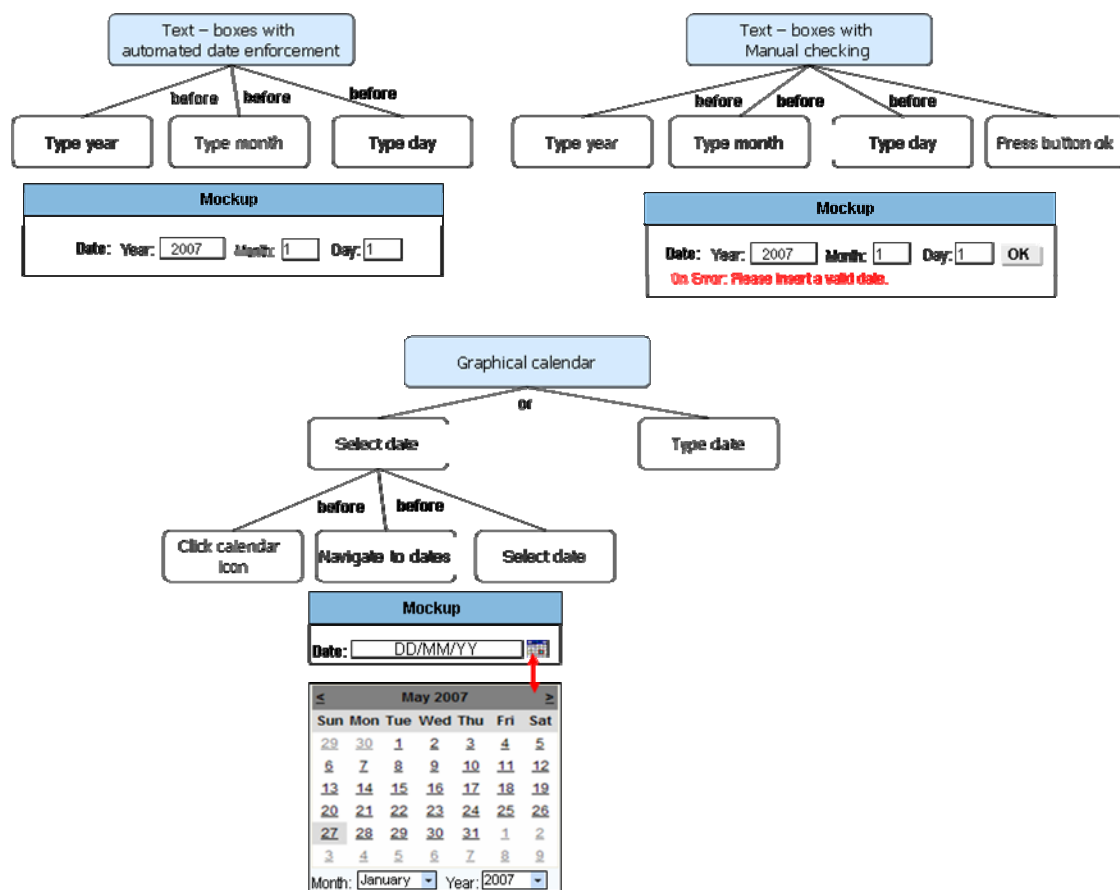 Text – boxes with
automated date enforcement
before before before
Type year Type month Type day
Mockup
Date: Year: 2007 Month: 1 Day: 1
Text – boxes with
Manual checking
before before before
Type year Type month Type day Press button ok
Mockup
Date: Year: 2007 Month: 1 Day: 1 OK
On Error: Please insert a valid date.
Graphical calendar
or
Select date Type date
before before
Click calendar
icon
Navigate to dates Select date
Mockup
Date: DD/MM/YY
< May 2007 >
Sun Mon Tue Wed Thu Fri Sat
29 30 1 2 3 4 5
6 7 8 9 10 11 12
13 14 15 16 17 18 19
20 21 22 23 24 25 26
27 28 29 30 31 1 2
3 4 5 6 7 8 9
Month: January Year: 2007